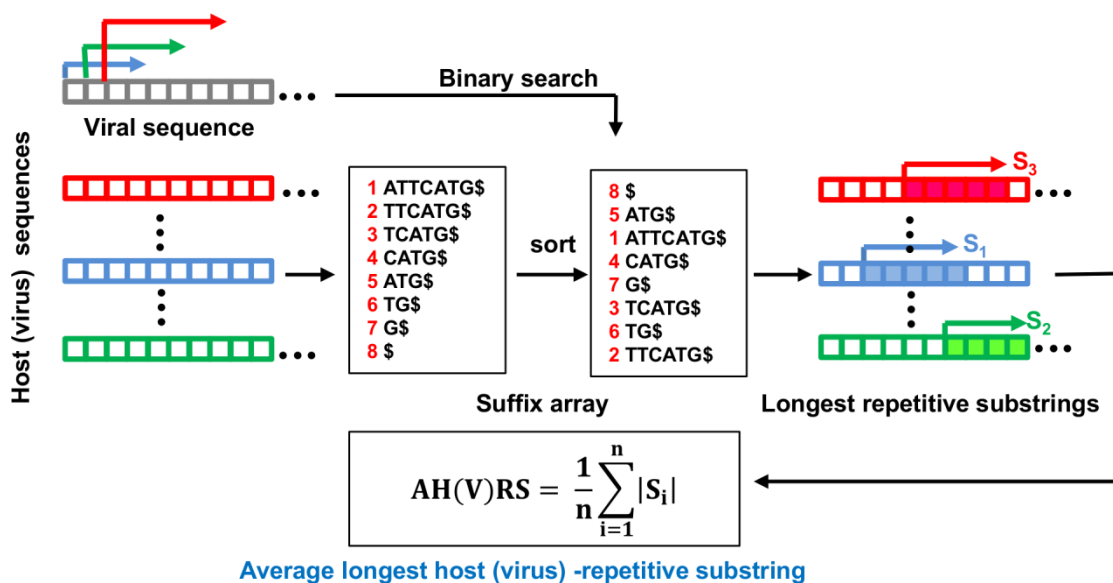 Binary search
Viral sequence
Host (virus) sequences
1 ATTCATG$
2 TTCATG$
3 TCATG$
4 CATG$
5 ATG$
6 TG$
7 G$
8 $
sort
8 $
5 ATG$
1 ATTCATG$
4 CATG$
7 G$
3 TCATG$
6 TG$
2 TTCATG$
S₃
S₁
S₂
Suffix array
Longest repetitive substrings
AH(V)RS = 1/n ∑ⁿᵢ₌₁ |Sᵢ|
Average longest host (virus) -repetitive substring